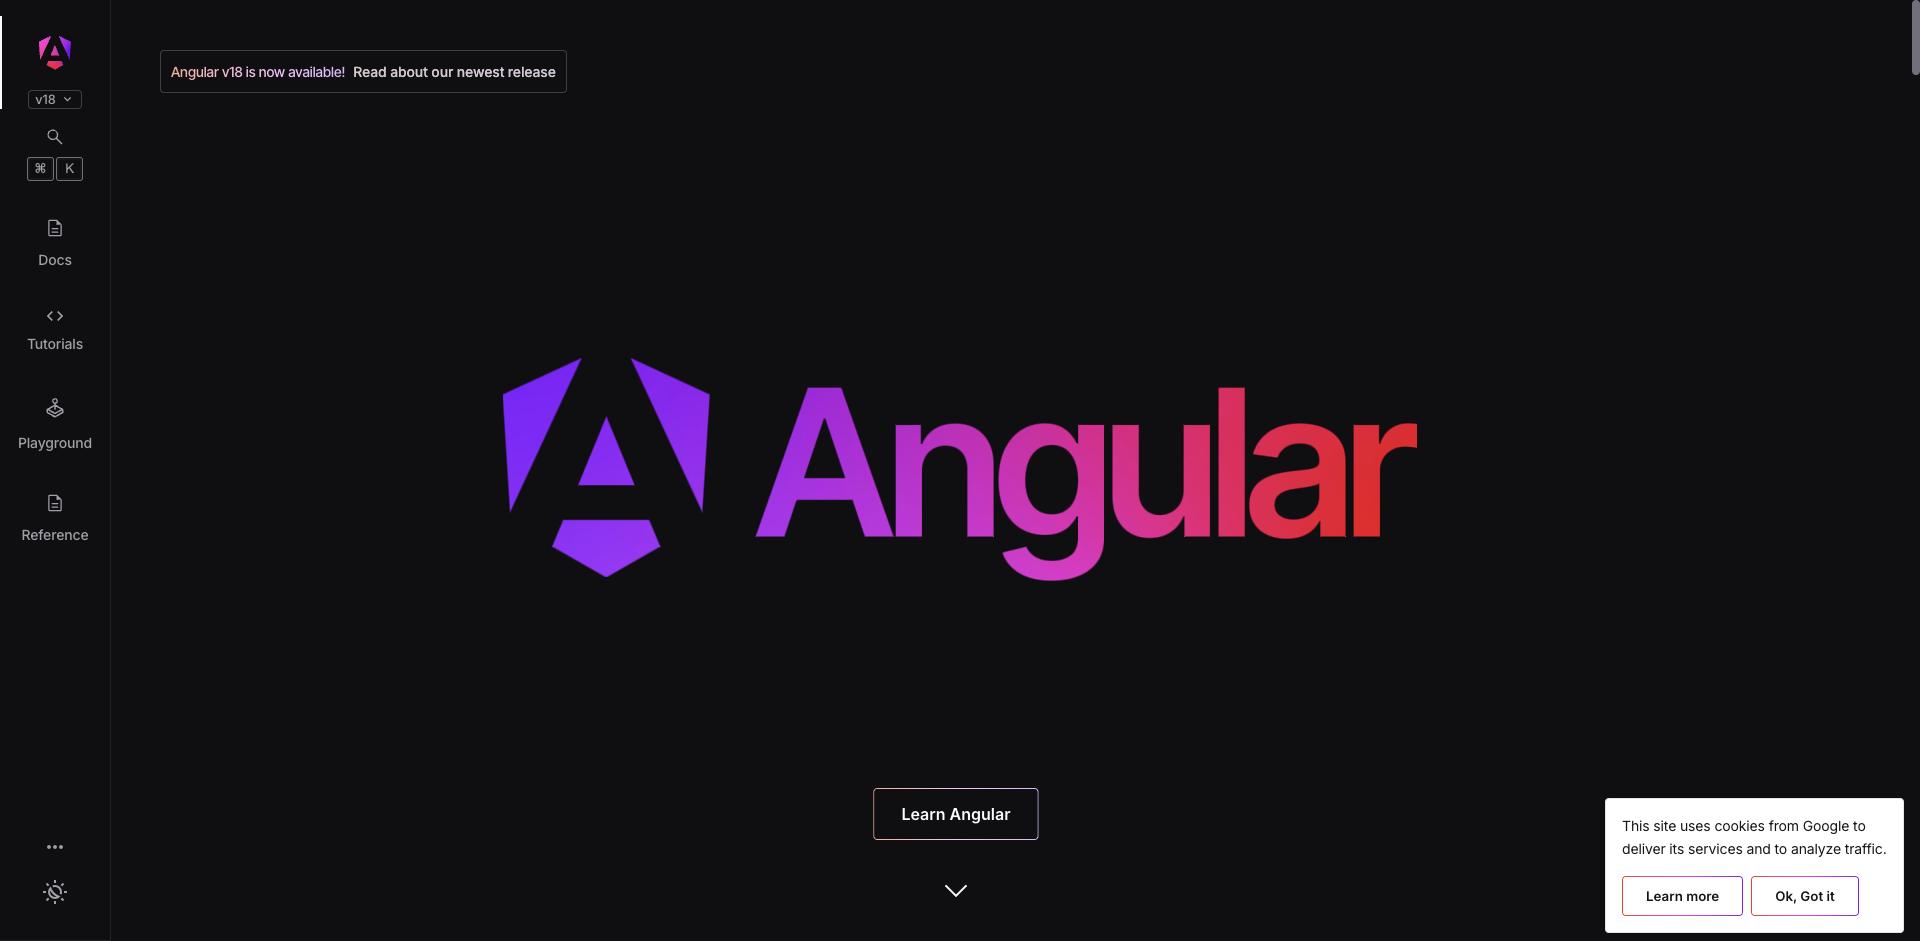 v18
⌘ K
Docs
Tutorials
Playground
Reference
Angular v18 is now available! Read about our newest release
Angular
Learn Angular
This site uses cookies from Google to
deliver its services and to analyze traffic.
Learn more Ok, Got it